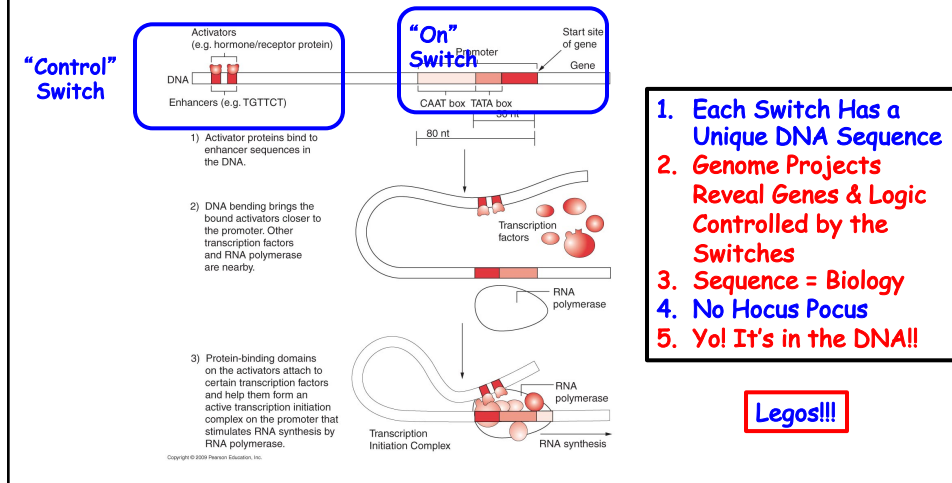 “Control”
Switch
Activators
(e.g. hormone/receptor protein)
DNA
Enhancers (e.g. TGTTCT)
“On”
Switch
Promoter
Start site
of gene
Gene
CAAT box TATA box
30 nt
80 nt
1) Activator proteins bind to
enhancer sequences in
the DNA.
2) DNA bending brings the
bound activators closer to
the promoter. Other
transcription factors
and RNA polymerase
are nearby.
Transcription
factors
RNA
polymerase
3) Protein-binding domains
on the activators attach to
certain transcription factors
and help them form an
active transcription initiation
complex on the promoter that
stimulates RNA synthesis by
RNA polymerase.
RNA
polymerase
Transcription
Initiation Complex
RNA synthesis
Copyright © 2009 Pearson Education, Inc.
1. Each Switch Has a
Unique DNA Sequence
2. Genome Projects
Reveal Genes & Logic
Controlled by the
Switches
3. Sequence = Biology
4. No Hocus Pocus
5. Yo! It’s in the DNA!!
Legos!!!